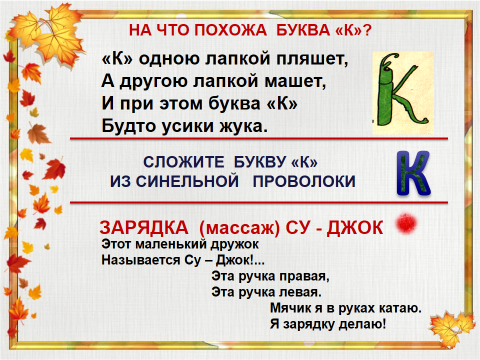 НА ЧТО ПОХОЖА БУКВА «К»?
«К» одною лапкой пляшет,
А другою лапкой машет,
И при этом буква «К»
Будто усики жука.
К
СЛОЖИТЕ БУКВУ «К»
ИЗ СИНЕЛЬНОЙ ПРОВОЛОКИ
К
ЗАРЯДКА (массаж) СУ - ДЖОК
Этот маленький дружок
Называется Су – Джок!...
Эта ручка правая,
Эта ручка левая.
Мячик я в руках катаю.
Я зарядку делаю!